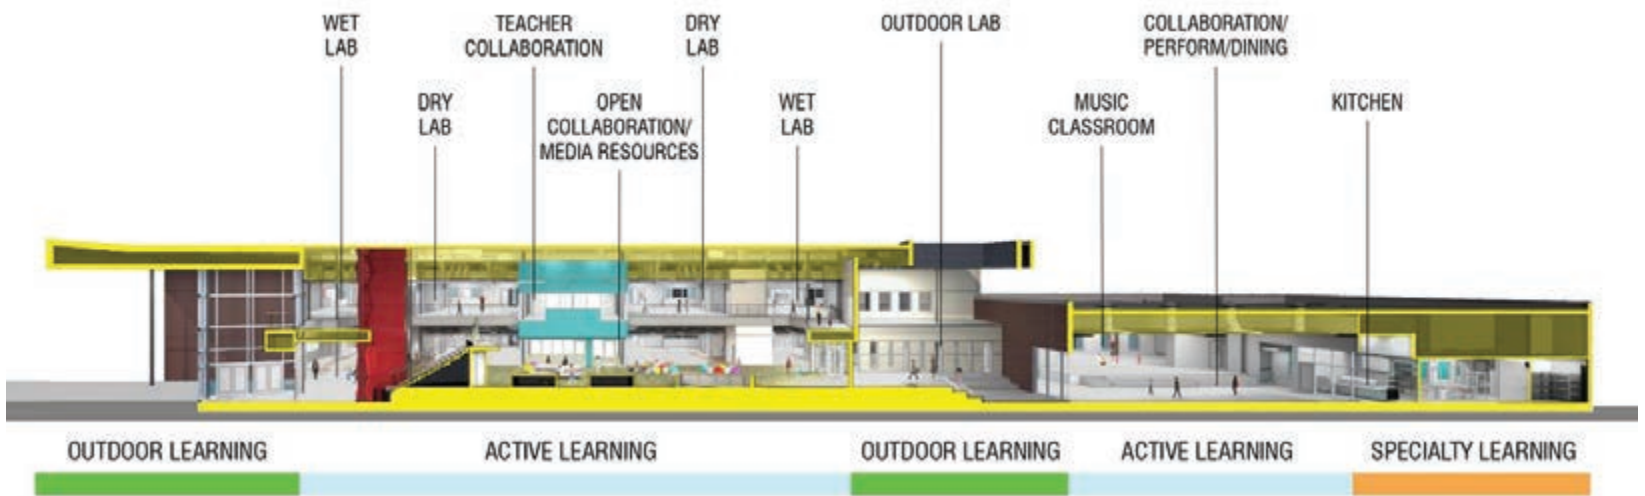 WET
LAB
TEACHER
COLLABORATION
DRY
LAB
OUTDOOR LAB
COLLABORATION/
PERFORM/DINING
DRY
LAB
OPEN
COLLABORATION/
MEDIA RESOURCES
WET
LAB
MUSIC
CLASSROOM
KITCHEN
OUTDOOR LEARNING
ACTIVE LEARNING
OUTDOOR LEARNING
ACTIVE LEARNING
SPECIALTY LEARNING